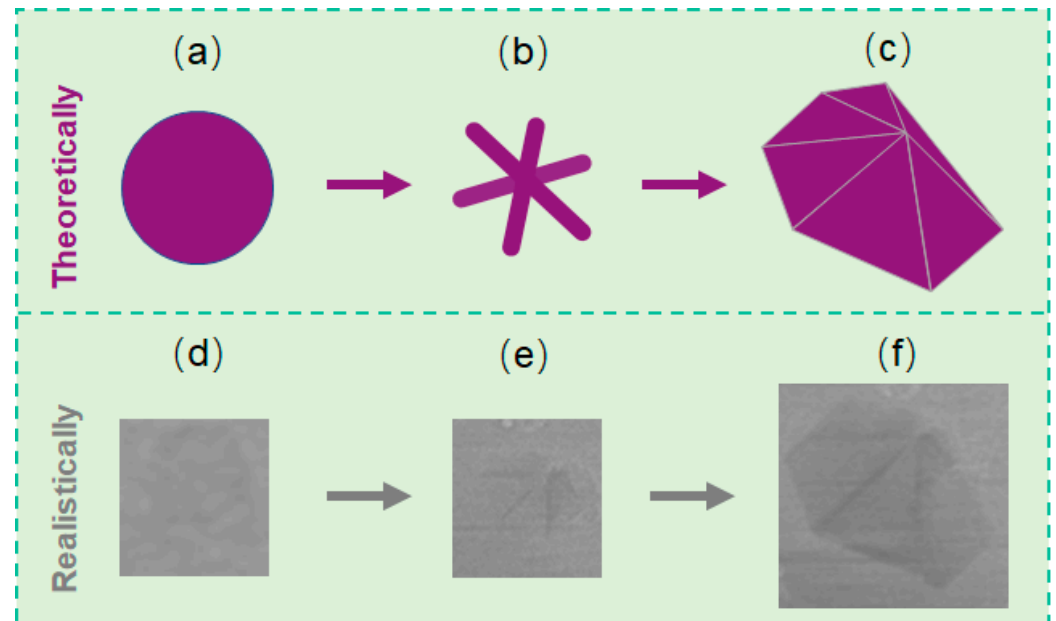 (a)
(b)
(c)
Theoretically
(d)
(e)
(f)
Realistically